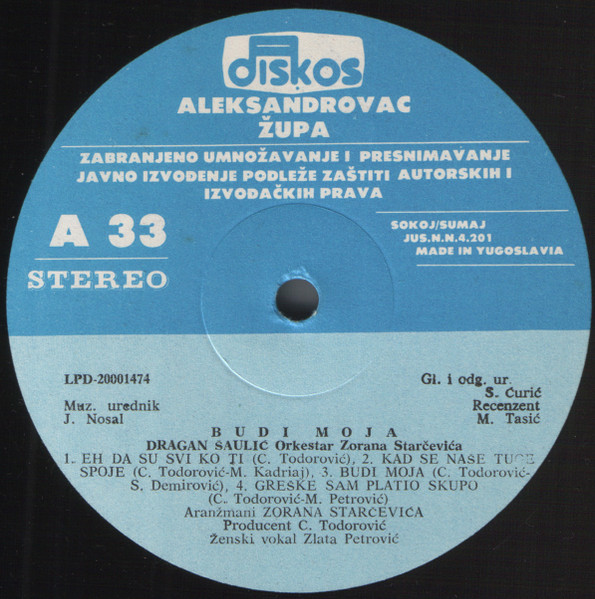 diskos
ALEKSANDROVAC
ŽUPA
ZABRANJENO UMNOŽAVANJE I PRESNIMAVANJE
JAVNO IZVOĐENJE PODLEŽE ZAŠTITI AUTORSKIH I
IZVOĐAČKIH PRAVA
A 33
STEREO
SOKOJ/SUMAJ
JUS.N.N.4.201
MADE IN YUGOSLAVIA
LPD-20001474
Muz. urednik
J. Nosal
Gl. i odg. ur.
S. Ćurić
Recenzent
M. Tasić
BUDI MOJA
DRAGAN SAULIĆ Orkestar Zorana Starčevića
1. EH DA SU SVI KO TI (C. Todorović), 2. KAD SE NAŠE TUGE
SPOJE (C. Todorović-M. Kadriaj), 3. BUDI MOJA (C. Todorović-
S. Demirović), 4. GREŠKE SAM PLATIO SKUPO
(C. Todorović-M. Petrović)
Aranžmani ZORANA STARČEVIĆA
Producent C. Todorović
Ženski vokal Zlata Petrović